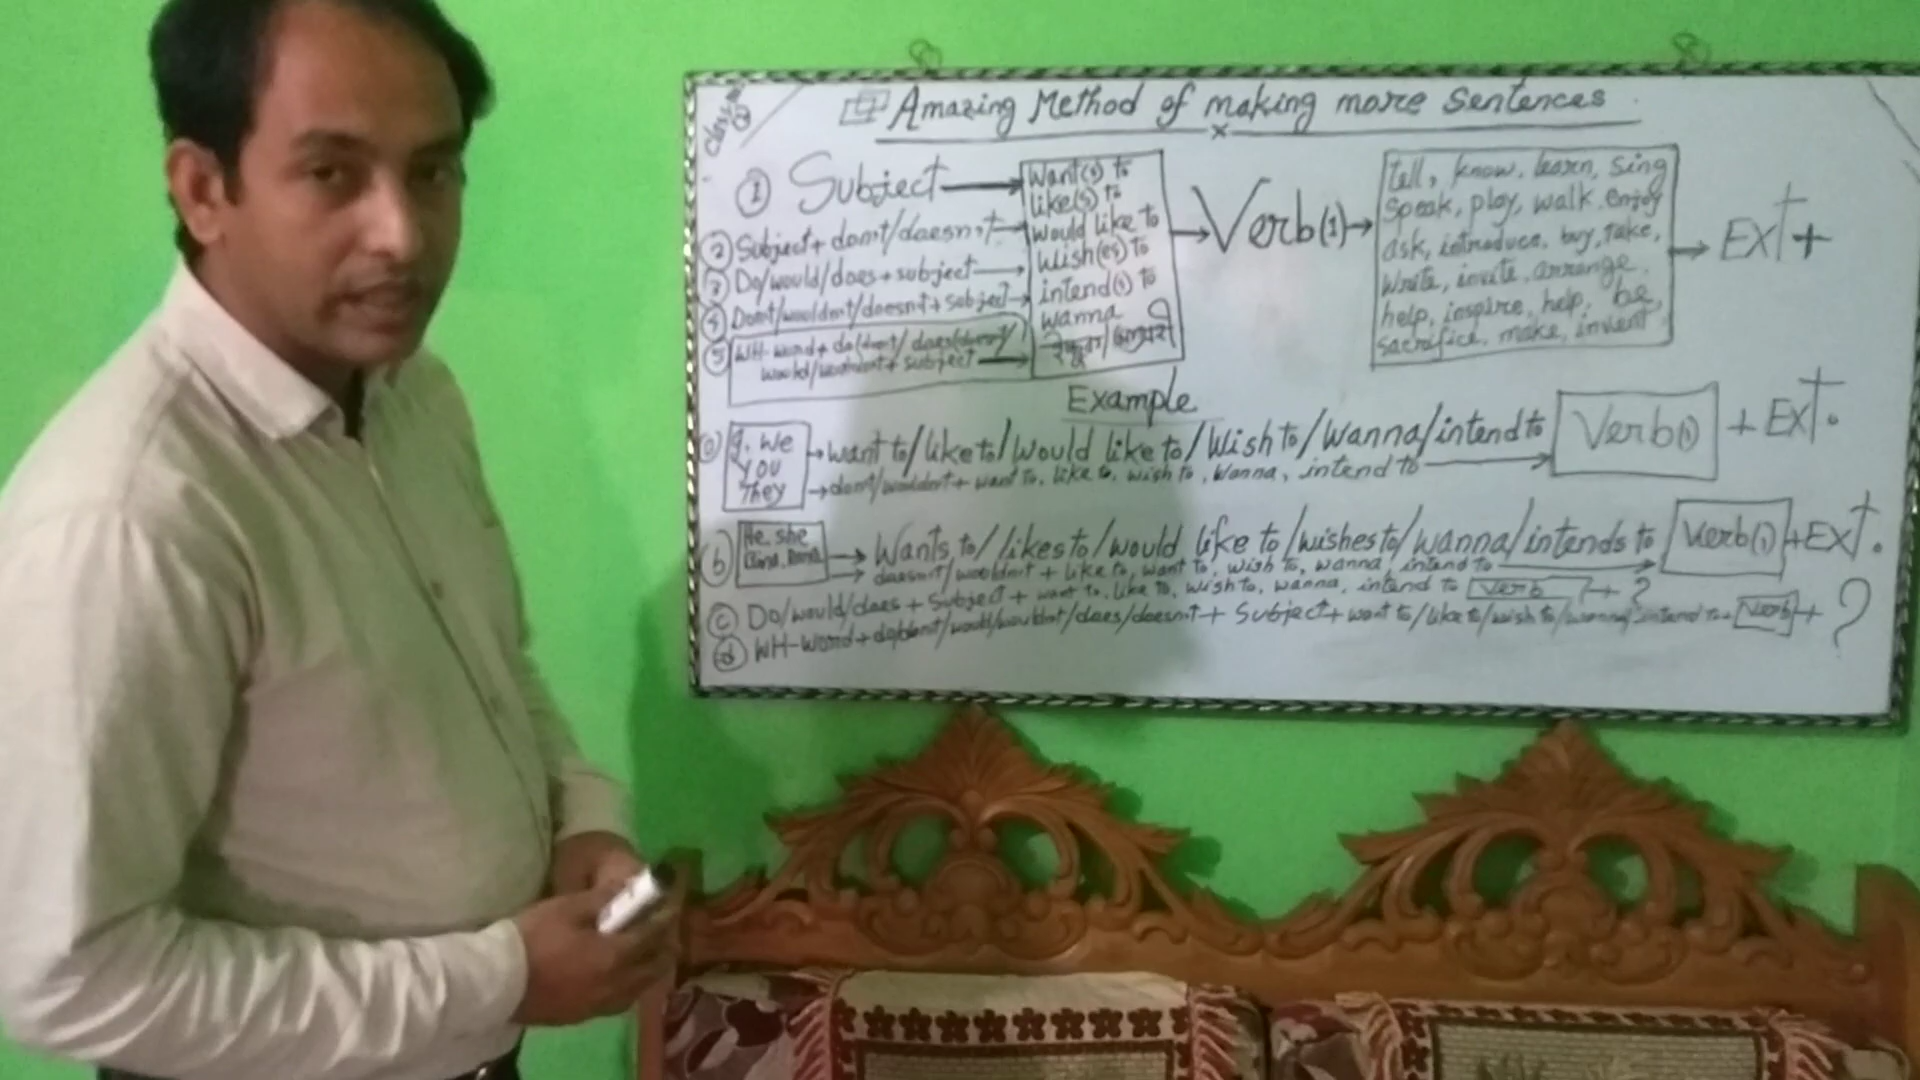 class
Amazing Method of making more Sentences
① Subject → want(s) to
like(s) to
would like to
wish(es) to
intend(s) to
wanna
→ Verb(1) →
tell, know, learn, sing
speak, play, walk, enjoy
ask, introduce, buy, take,
write, invite, arrange,
help, inspire, help, be,
sacrifice, make, invent
→ Ext +
② Subject + don't/doesn't →
③ Do/would/does + subject →
④ Don't/wouldn't/doesn't + subject →
⑤ WH-word + do/don't/does/doesn't/
would/wouldn't + subject →
Example
we
you
They
→ want to/like to/would like to/wish to/wanna/intend to Verb(1) + Ext.
→ don't/wouldn't + want to, like to, wish to, wanna, intend to →
ⓑ He, she
→ Wants to/likes to/would like to/wishes to/wanna/intends to Verb(1) + Ext.
→ doesn't/wouldn't + like to, want to, wish to, wanna, intend to →
ⓒ Do/would/does + Subject + want to, like to, wish to, wanna, intend to Verb + ?
ⓓ WH-word + do/don't/would/wouldn't/does/doesn't + Subject + want to/like to/wish to/wanna/intend to Verb + ?